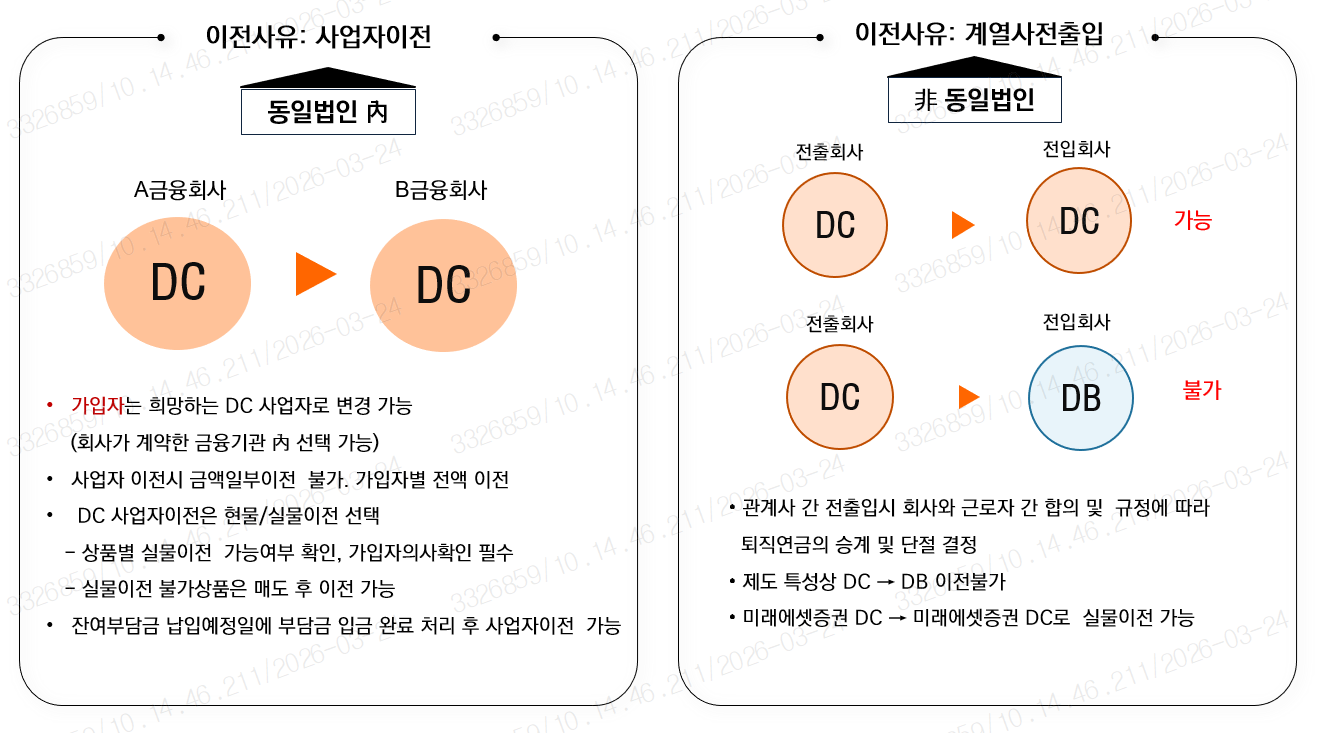 이전사유: 사업자이전
동일법인 內
A금융회사
B금융회사
DC
DC
• 가입자는 희망하는 DC 사업자로 변경 가능
(회사가 계약한 금융기관 內 선택 가능)
• 사업자 이전시 금액일부이전 불가. 가입자별 전액 이전
• DC 사업자이전은 현물/실물이전 선택
- 상품별 실물이전 가능여부 확인, 가입자의사확인 필수
- 실물이전 불가상품은 매도 후 이전 가능
• 잔여부담금 납입예정일에 부담금 입금 완료 처리 후 사업자이전 가능
이전사유: 계열사전출입
非 동일법인
전출회사
전입회사
DC
DC
가능
전출회사
전입회사
DC
DB
불가
• 관계사 간 전출입시 회사와 근로자 간 합의 및 규정에 따라
퇴직연금의 승계 및 단절 결정
• 제도 특성상 DC → DB 이전불가
• 미래에셋증권 DC → 미래에셋증권 DC로 실물이전 가능
3326859/10.14.46.211/2026-03-24